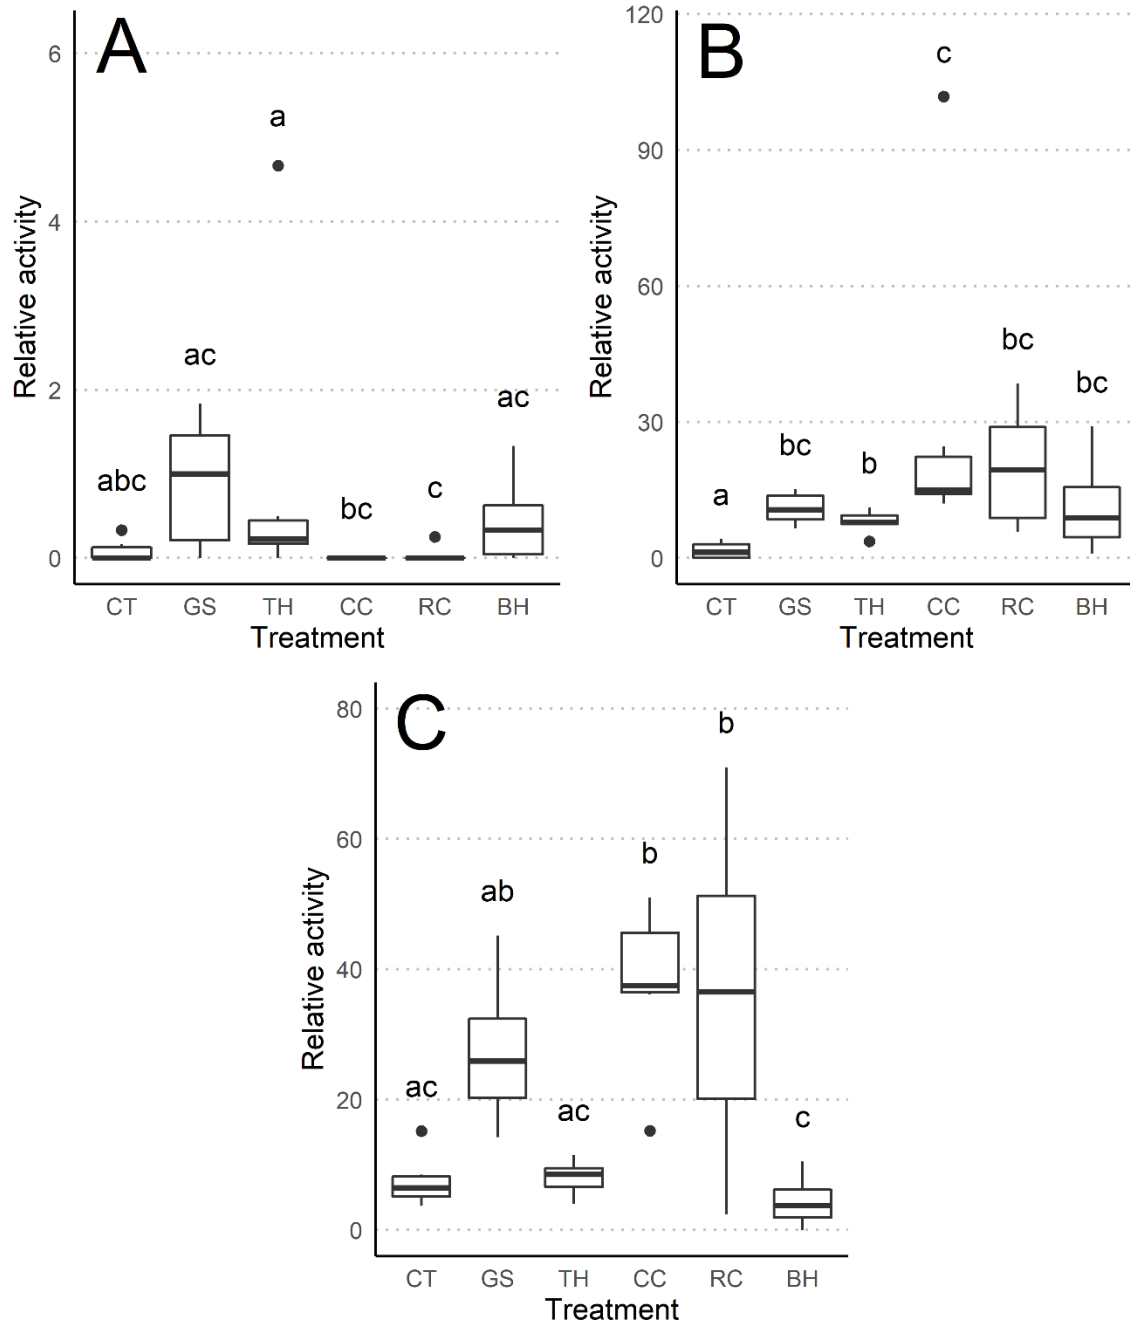 A
Relative activity
6
4
2
0
abc
ac
a
bc
c
ac
CT GS TH CC RC BH
Treatment
B
Relative activity
120
90
60
30
0
a
bc
b
c
bc
bc
CT GS TH CC RC BH
Treatment
C
Relative activity
80
60
40
20
0
ac
ab
ac
b
b
c
CT GS TH CC RC BH
Treatment